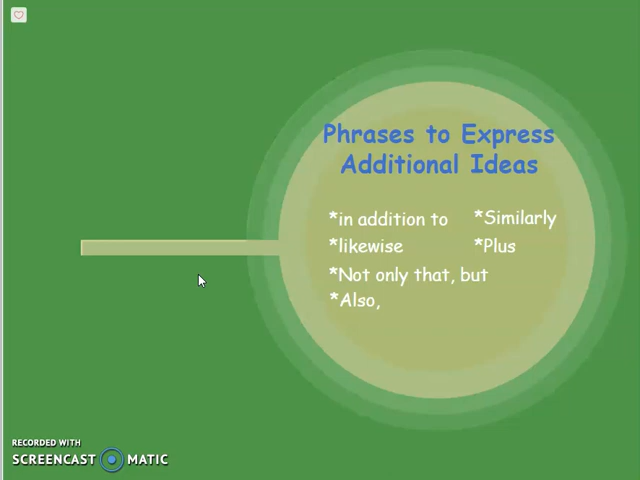 Phrases to Express
Additional Ideas
*in addition to *Similarly
*likewise *Plus
*Not only that, but
*Also,
RECORDED WITH
SCREENCAST MATIC